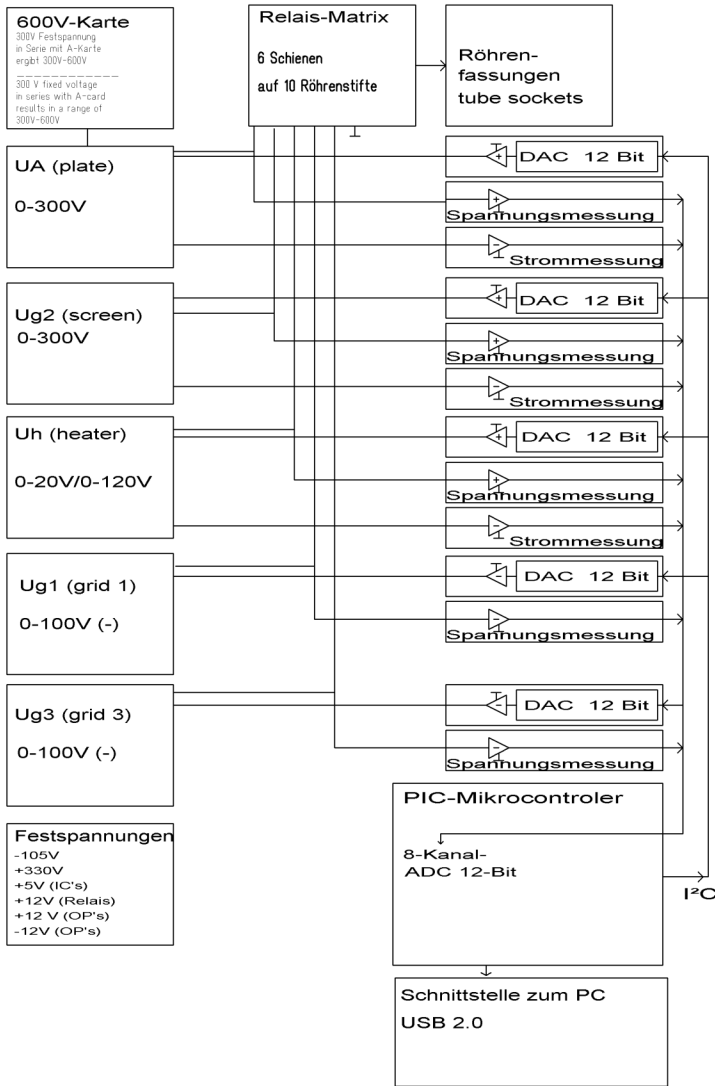 600V-Karte
300V Festspannung
in Serie mit A-Karte
ergibt 300V-600V
300 V fixed voltage
in series with A-card
results in a range of
300V-600V
Relais-Matrix
6 Schienen
auf 10 Röhrenstifte
Röhren-
fassungen
tube sockets
UA (plate)
0-300V
DAC 12 Bit
Spannungsmessung
Strommessung
Ug2 (screen)
0-300V
DAC 12 Bit
Spannungsmessung
Strommessung
Uh (heater)
0-20V/0-120V
DAC 12 Bit
Spannungsmessung
Strommessung
Ug1 (grid 1)
0-100V (-)
DAC 12 Bit
Spannungsmessung
Ug3 (grid 3)
0-100V (-)
DAC 12 Bit
Spannungsmessung
Festspannungen
-105V
+330V
+5V (IC's)
+12V (Relais)
+12 V (OP's)
-12V (OP's)
PIC-Mikrocontroler
8-Kanal-
ADC 12-Bit
I²C
Schnittstelle zum PC
USB 2.0